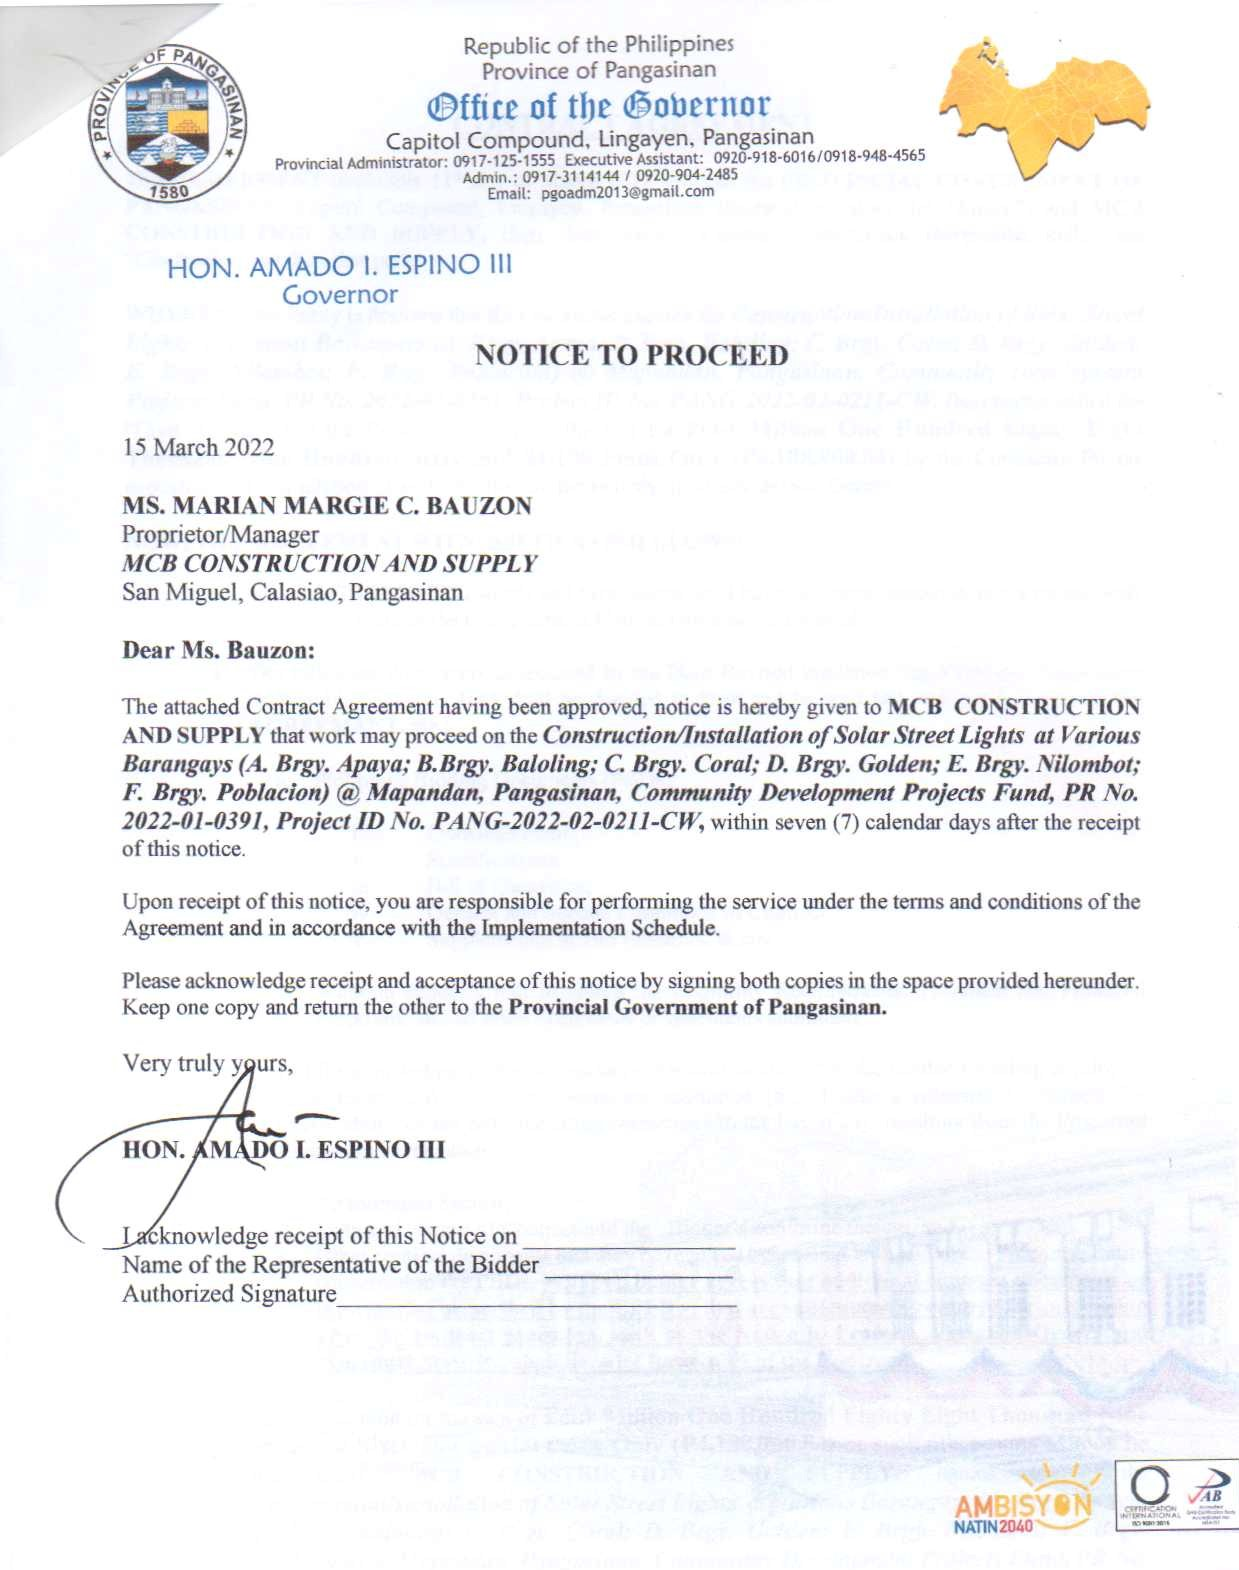 PROVINCE OF PANGASINAN
1580
Republic of the Philippines
Province of Pangasinan
Office of the Governor
Capitol Compound, Lingayen, Pangasinan
Provincial Administrator: 0917-125-1555 Executive Assistant: 0920-918-6016/0918-948-4565
Admin.: 0917-3114144 / 0920-904-2485
Email: pgoadm2013@gmail.com
HON. AMADO I. ESPINO III
Governor
NOTICE TO PROCEED
15 March 2022
MS. MARIAN MARGIE C. BAUZON
Proprietor/Manager
MCB CONSTRUCTION AND SUPPLY
San Miguel, Calasiao, Pangasinan
Dear Ms. Bauzon:
The attached Contract Agreement having been approved, notice is hereby given to MCB CONSTRUCTION
AND SUPPLY that work may proceed on the Construction/Installation of Solar Street Lights at Various
Barangays (A. Brgy. Apaya; B.Brgy. Baloling; C. Brgy. Coral; D. Brgy. Golden; E. Brgy. Nilombot;
F. Brgy. Poblacion) @ Mapandan, Pangasinan, Community Development Projects Fund, PR No.
2022-01-0391, Project ID No. PANG-2022-02-0211-CW, within seven (7) calendar days after the receipt
of this notice.
Upon receipt of this notice, you are responsible for performing the service under the terms and conditions of the
Agreement and in accordance with the Implementation Schedule.
Please acknowledge receipt and acceptance of this notice by signing both copies in the space provided hereunder.
Keep one copy and return the other to the Provincial Government of Pangasinan.
Very truly yours,
HON. AMADO I. ESPINO III
I acknowledge receipt of this Notice on
Name of the Representative of the Bidder
Authorized Signature
AMBISYON
NATIN2040
CERTIFICATION
INTERNATIONAL
ISO 9001:2015
AB